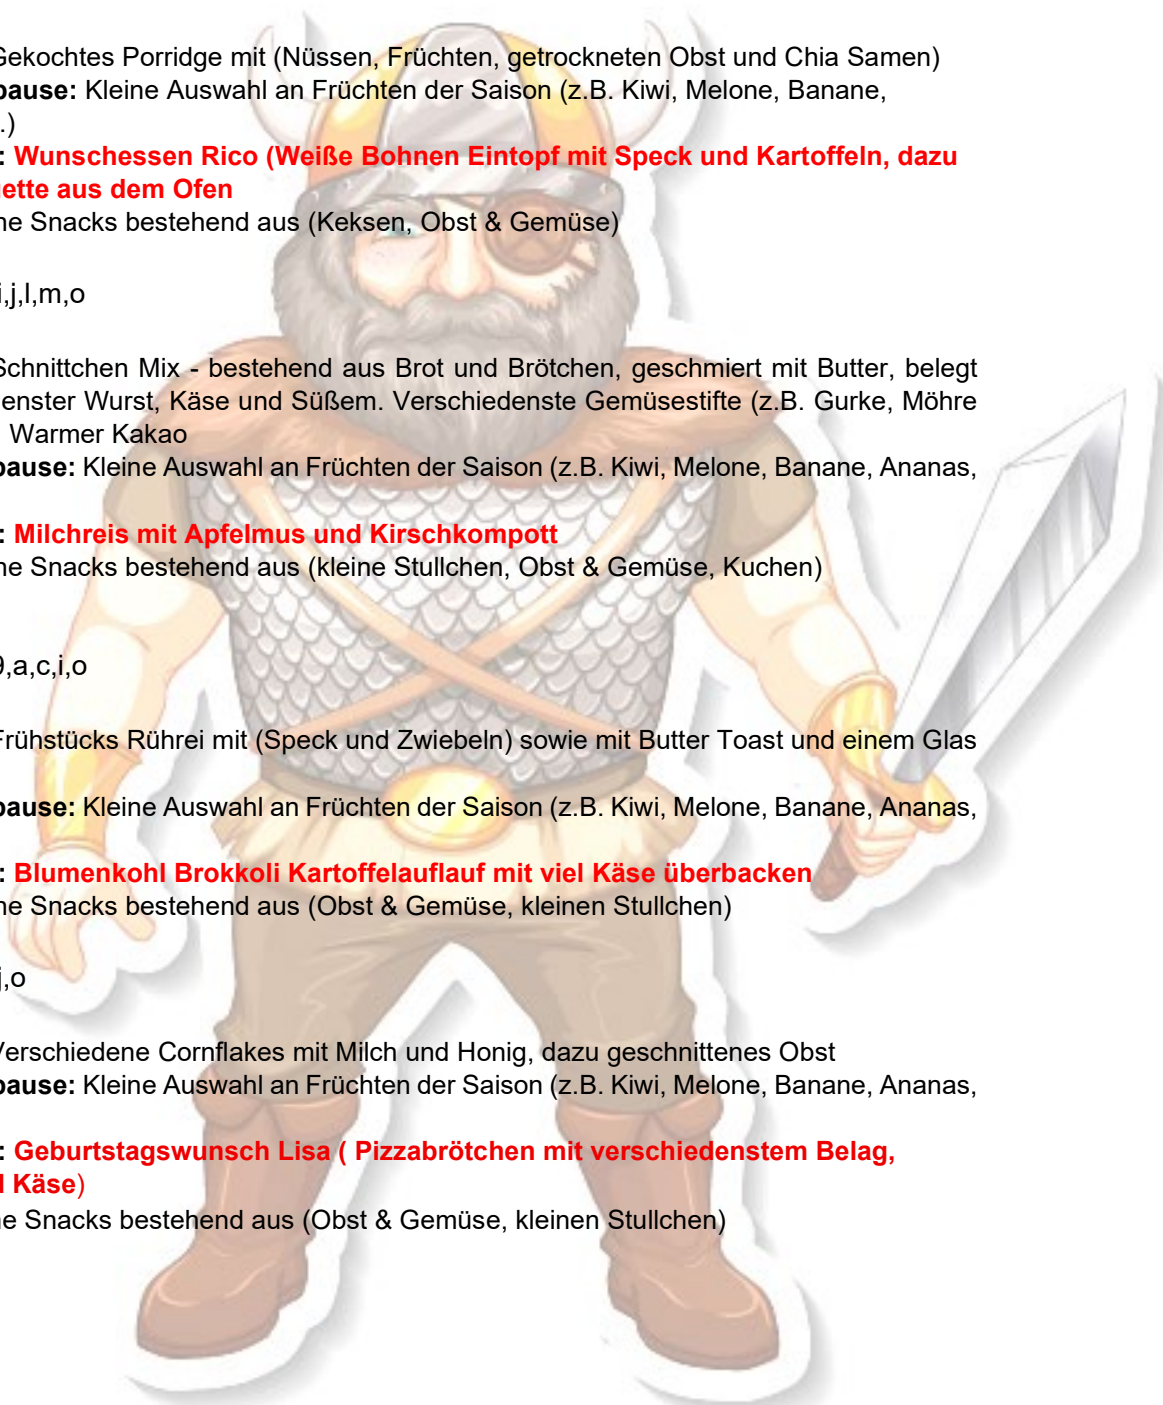 Gekochtes Porridge mit (Nüssen, Früchten, getrockneten Obst und Chia Samen)
pause: Kleine Auswahl an Früchten der Saison (z.B. Kiwi, Melone, Banane,
.)
: Wunschessen Rico (Weiße Bohnen Eintopf mit Speck und Kartoffeln, dazu
ette aus dem Ofen
ne Snacks bestehend aus (Keksen, Obst & Gemüse)
i,j,l,m,o
Schnittchen Mix - bestehend aus Brot und Brötchen, geschmiert mit Butter, belegt
enster Wurst, Käse und Süßem. Verschiedenste Gemüsestifte (z.B. Gurke, Möhre
Warmer Kakao
pause: Kleine Auswahl an Früchten der Saison (z.B. Kiwi, Melone, Banane, Ananas,
: Milchreis mit Apfelmus und Kirschkompott
ne Snacks bestehend aus (kleine Stullchen, Obst & Gemüse, Kuchen)
9,a,c,i,o
Frühstücks Rührei mit (Speck und Zwiebeln) sowie mit Butter Toast und einem Glas
pause: Kleine Auswahl an Früchten der Saison (z.B. Kiwi, Melone, Banane, Ananas,
: Blumenkohl Brokkoli Kartoffelauflauf mit viel Käse überbacken
ne Snacks bestehend aus (Obst & Gemüse, kleinen Stullchen)
j,o
Verschiedene Cornflakes mit Milch und Honig, dazu geschnittenes Obst
pause: Kleine Auswahl an Früchten der Saison (z.B. Kiwi, Melone, Banane, Ananas,
: Geburtstagswunsch Lisa ( Pizzabrötchen mit verschiedenstem Belag,
l Käse)
ne Snacks bestehend aus (Obst & Gemüse, kleinen Stullchen)